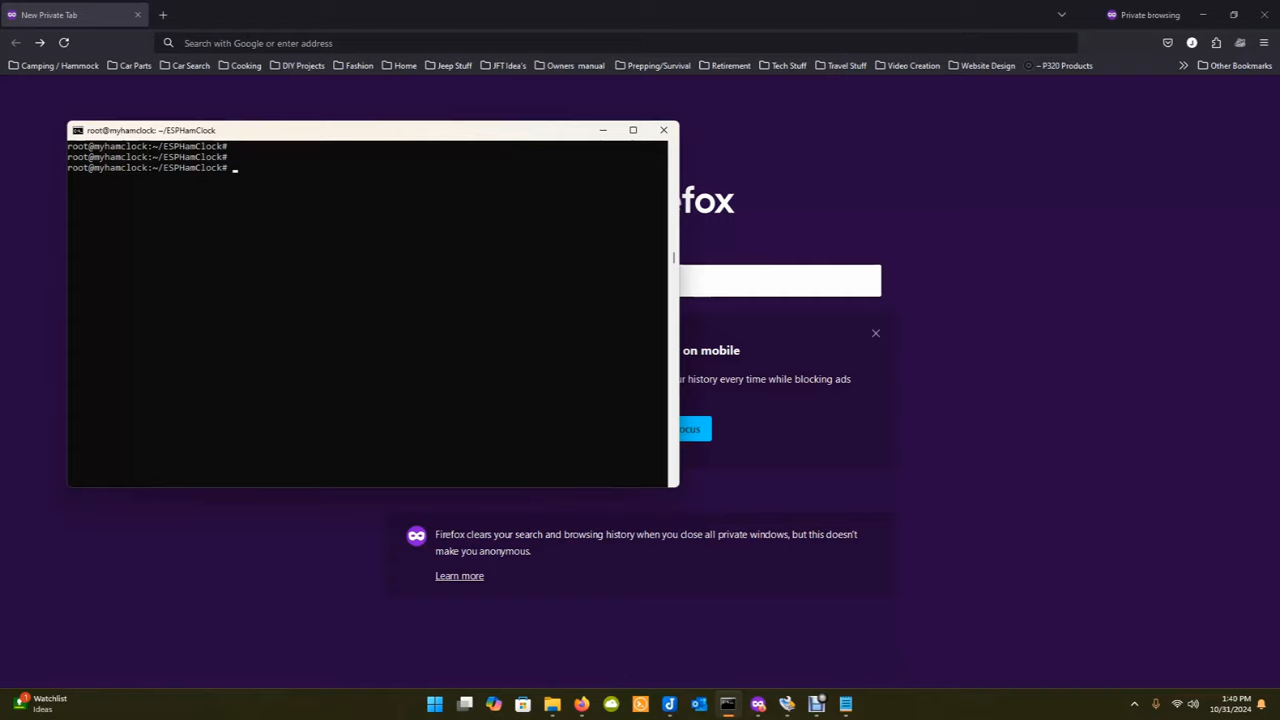 New Private Tab
Private browsing
Search with Google or enter address
Camping / Hammock
Car Parts
Car Search
Cooking
DIY Projects
Fashion
Home
Jeep Stuff
JFT Idea's
Owners manual
Prepping/Survival
Retirement
Tech Stuff
Travel Stuff
Video Creation
Website Design
– P320 Products
Other Bookmarks
root@myhamclock: ~/ESPHamClock
root@myhamclock:~/ESPHamClock#
root@myhamclock:~/ESPHamClock#
root@myhamclock:~/ESPHamClock#
efox
on mobile
ur history every time while blocking ads
ocus
Firefox clears your search and browsing history when you close all private windows, but this doesn't
make you anonymous.
Learn more
1
Watchlist
Ideas
1:40 PM
10/31/2024